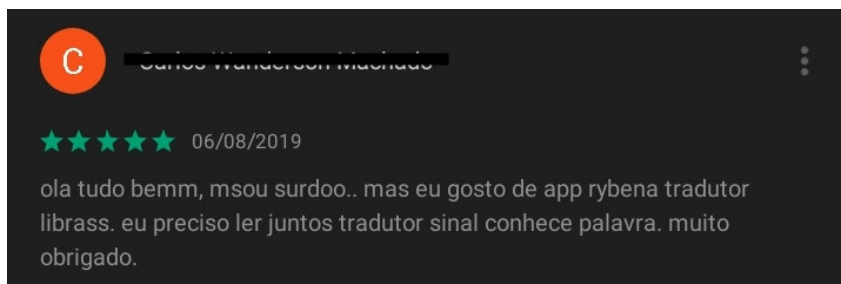 C
06/08/2019
ola tudo bemm, msou surdoo.. mas eu gosto de app rybena tradutor
librass. eu preciso ler juntos tradutor sinal conhece palavra. muito
obrigado.